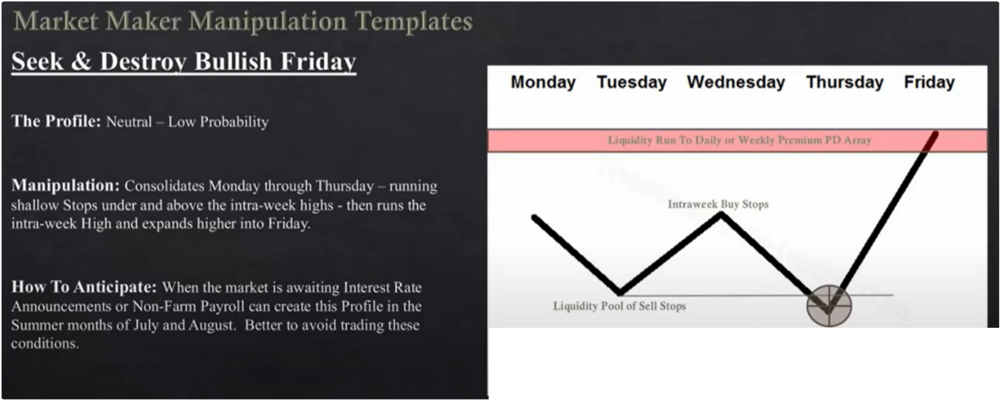 Market Maker Manipulation Templates
Seek & Destroy Bullish Friday
The Profile: Neutral – Low Probability
Manipulation: Consolidates Monday through Thursday – running
shallow Stops under and above the intra-week highs - then runs the
intra-week High and expands higher into Friday.
How To Anticipate: When the market is awaiting Interest Rate
Announcements or Non-Farm Payroll can create this Profile in the
Summer months of July and August.  Better to avoid trading these
conditions.
Monday Tuesday Wednesday Thursday Friday
Liquidity Run To Daily or Weekly Premium PD Array
Intraweek Buy Stops
Liquidity Pool of Sell Stops